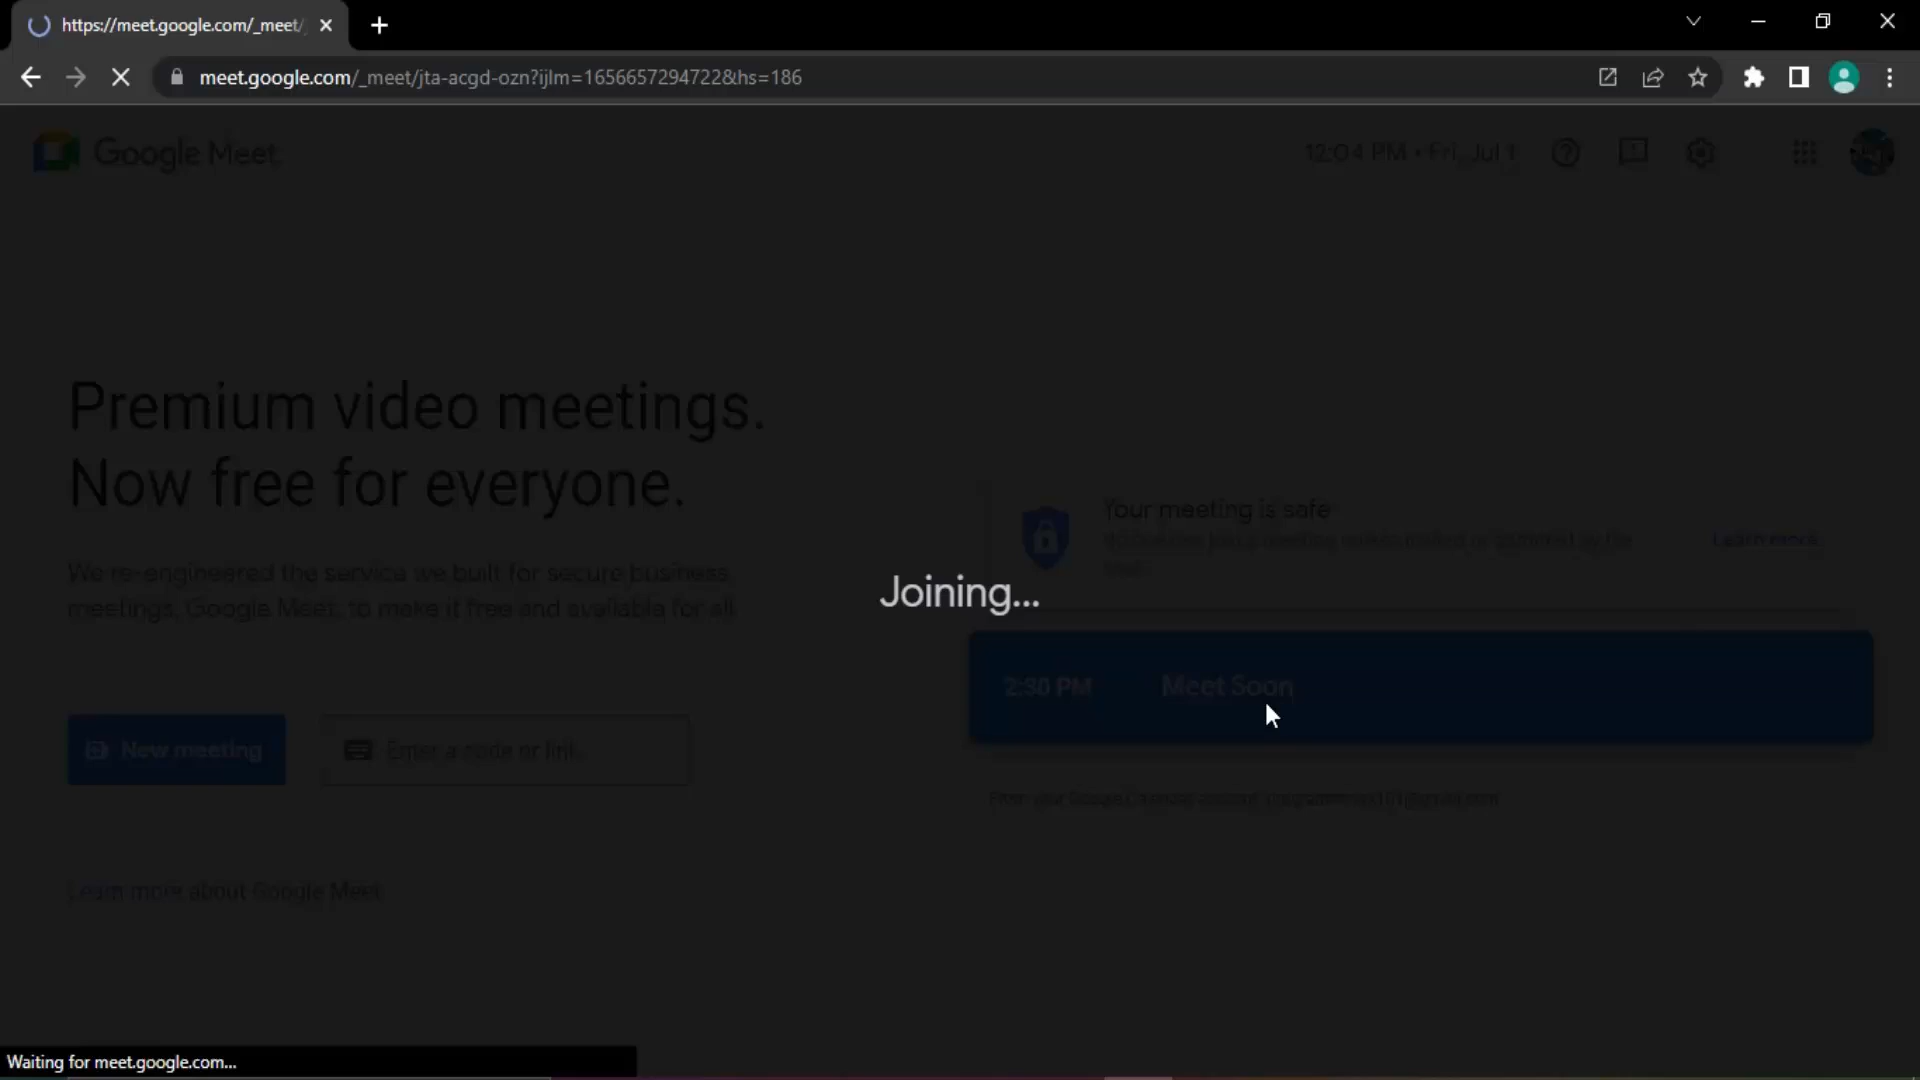 https://meet.google.com/_meet/
meet.google.com/_meet/jta-acgd-ozn?ijlm=1656657294722&hs=186
Google Meet
12:04 PM • Fri, Jul 1
Premium video meetings.
Now free for everyone.
We re-engineered the service we built for secure business
meetings, Google Meet, to make it free and available for all.
New meeting
Enter a code or link
Learn more about Google Meet
Joining...
Your meeting is safe
Learn more
2:30 PM
Meet Soon
Waiting for meet.google.com...